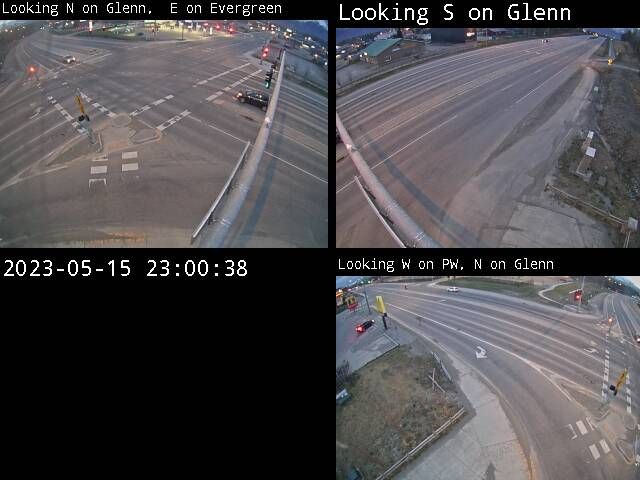 Looking N on Glenn,  E on Evergreen
Looking S on Glenn
2023-05-15 23:00:38
Looking W on PW, N on Glenn